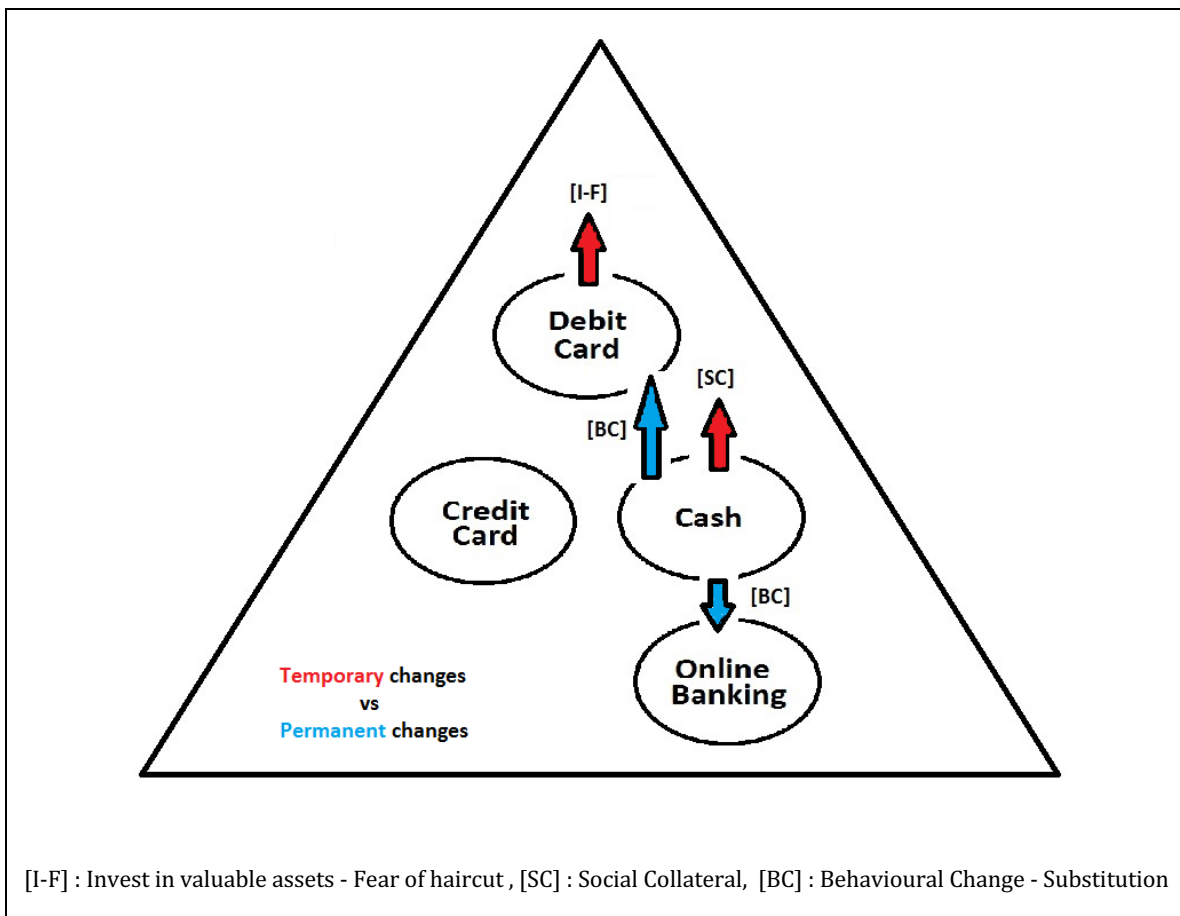 [I-F]
Debit
Card
[SC]
[BC]
Credit
Card
Cash
[BC]
Online
Banking
Temporary changes
vs
Permanent changes
[I-F] : Invest in valuable assets - Fear of haircut , [SC] : Social Collateral, [BC] : Behavioural Change - Substitution